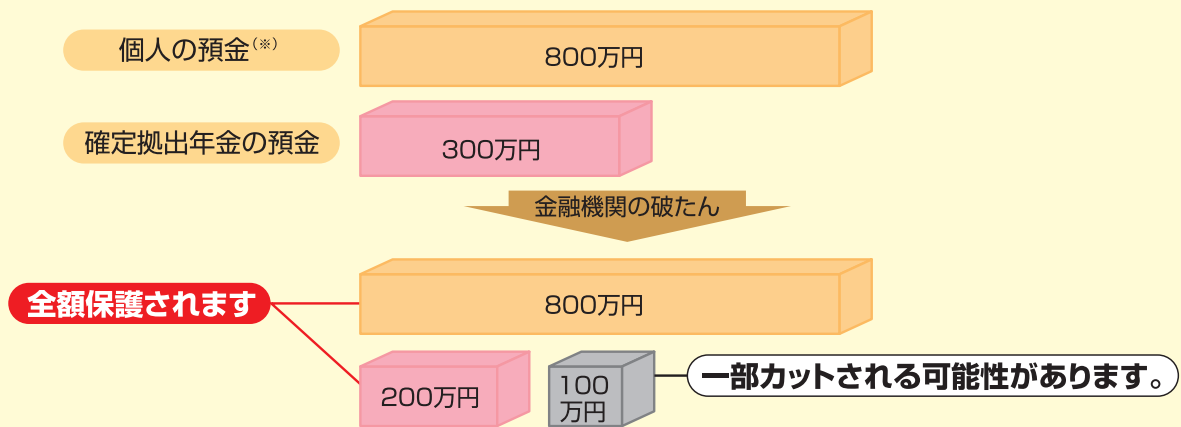 個人の預金(※)
800万円
確定拠出年金の預金
300万円
金融機関の破たん
全額保護されます
800万円
200万円
100
万円
一部カットされる可能性があります。